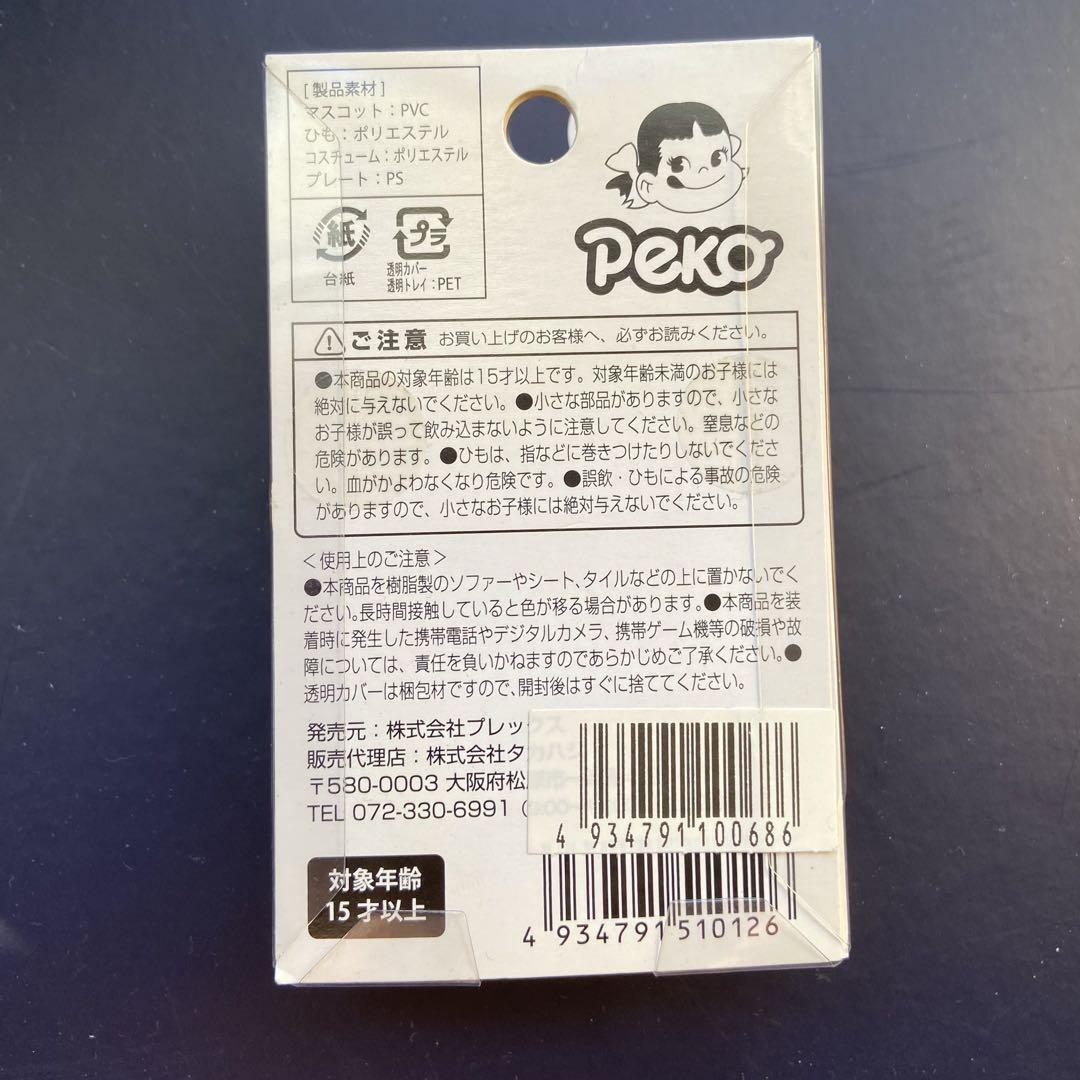 [製品素材]
マスコット：PVC
ひも：ポリエステル
コスチューム：ポリエステル
プレート：PS
紙
台紙
プラ
透明カバー
透明トレイ：PET
Peko
ご注意 お買い上げのお客様へ、必ずお読みください。
●本商品の対象年齢は15才以上です。対象年齢未満のお子様には
絶対に与えないでください。●小さな部品がありますので、小さな
お子様が誤って飲み込まないように注意してください。窒息などの
危険があります。●ひもは、指などに巻きつけたりしないでくださ
い。血がかよわなくなり危険です。●誤飲・ひもによる事故の危険
がありますので、小さなお子様には絶対与えないでください。
＜使用上のご注意＞
●本商品を樹脂製のソファーやシート、タイルなどの上に置かないでく
ださい。長時間接触していると色が移る場合があります。●本商品を装
着時に発生した携帯電話やデジタルカメラ、携帯ゲーム機等の破損や故
障については、責任を負いかねますのであらかじめご了承ください。●
透明カバーは梱包材ですので、開封後はすぐに捨ててください。
発売元：株式会社プレックス
販売代理店：株式会社タカハシ
〒580-0003 大阪府松
TEL 072-330-6991
4 934791 100686
対象年齢
15才以上
4 934791 510126